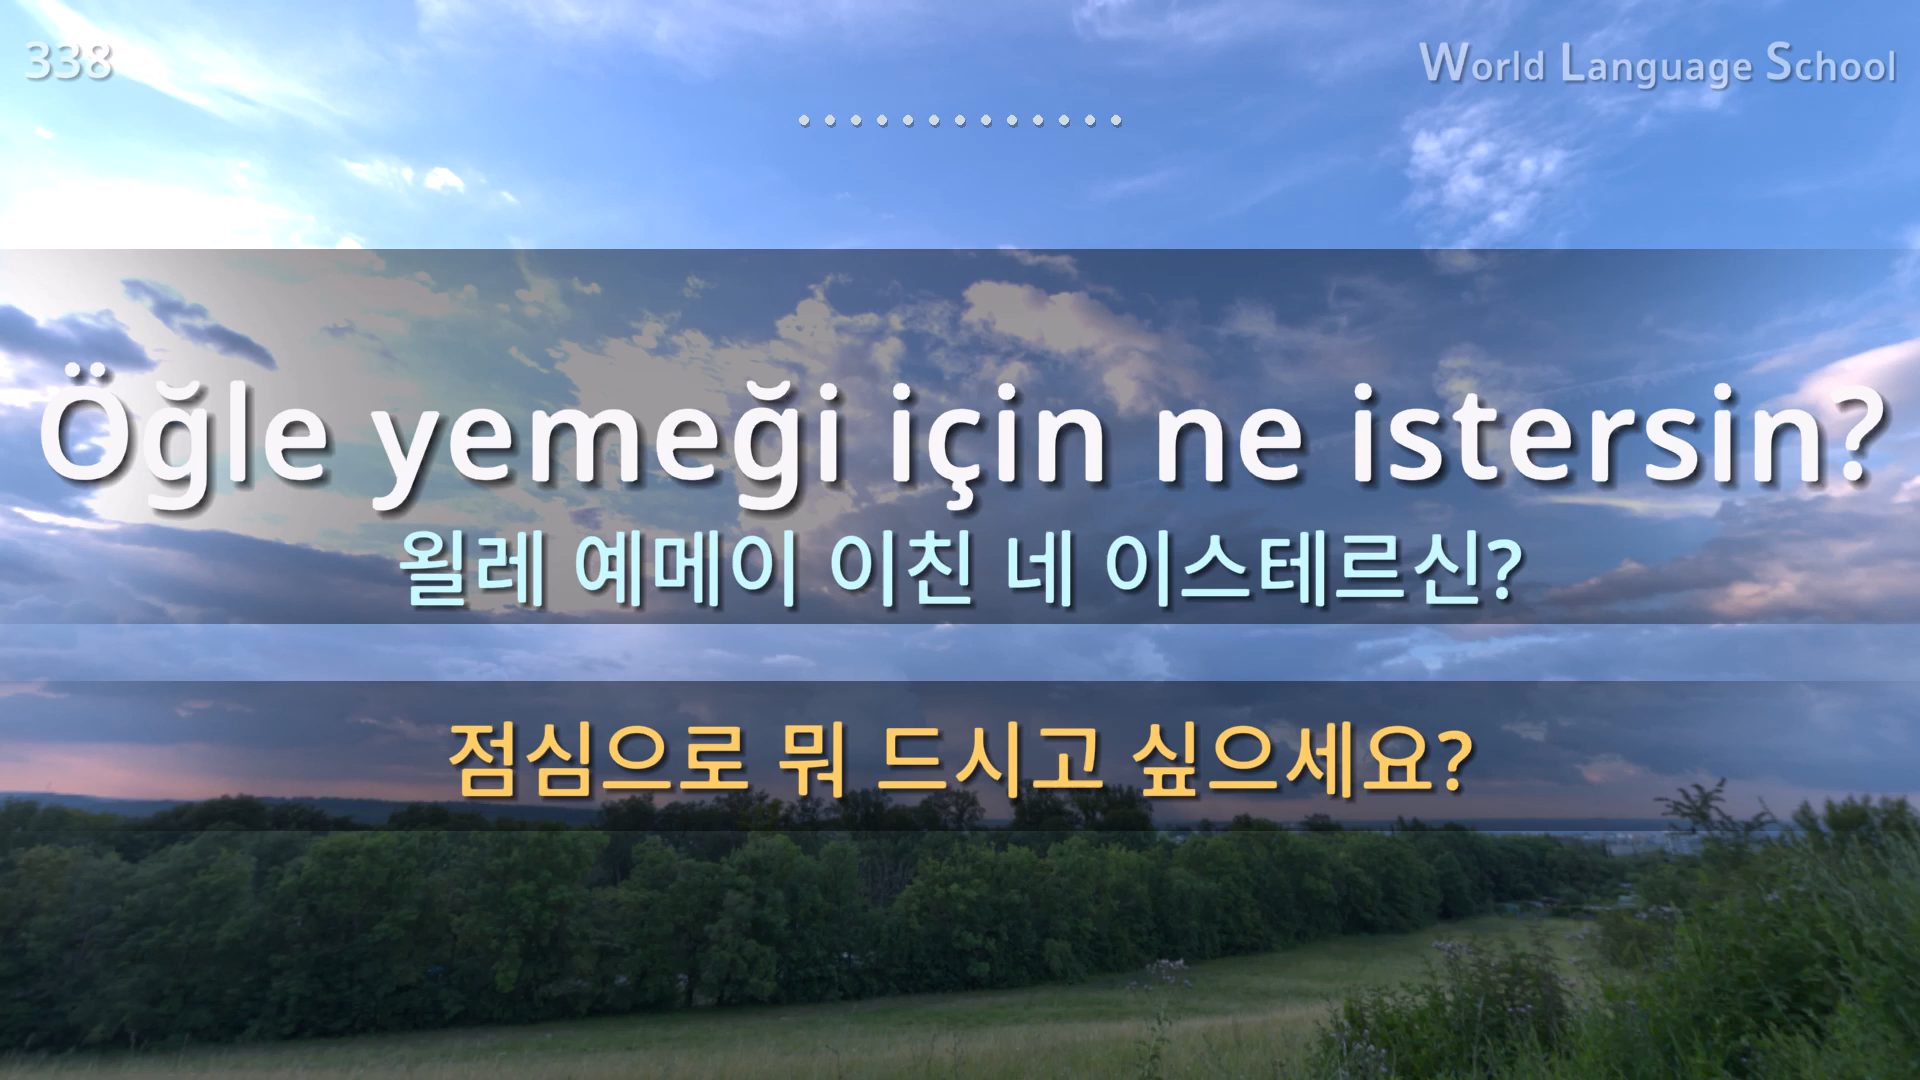 338
World Language School
Öğle yemeği için ne istersin?
욀레 예메이 이친 네 이스테르신?
점심으로 뭐 드시고 싶으세요?